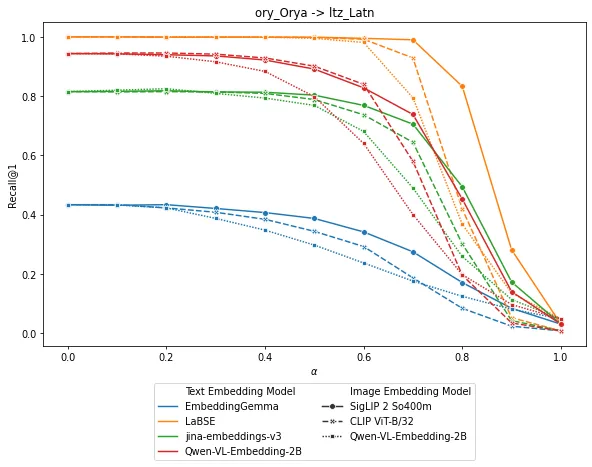 ory_Orya -> ltz_Latn
Recall@1
1.0
0.8
0.6
0.4
0.2
0.0
0.0 0.2 0.4 0.6 0.8 1.0
α
Text Embedding Model
EmbeddingGemma
LaBSE
jina-embeddings-v3
Qwen-VL-Embedding-2B
Image Embedding Model
SigLIP 2 So400m
CLIP ViT-B/32
Qwen-VL-Embedding-2B